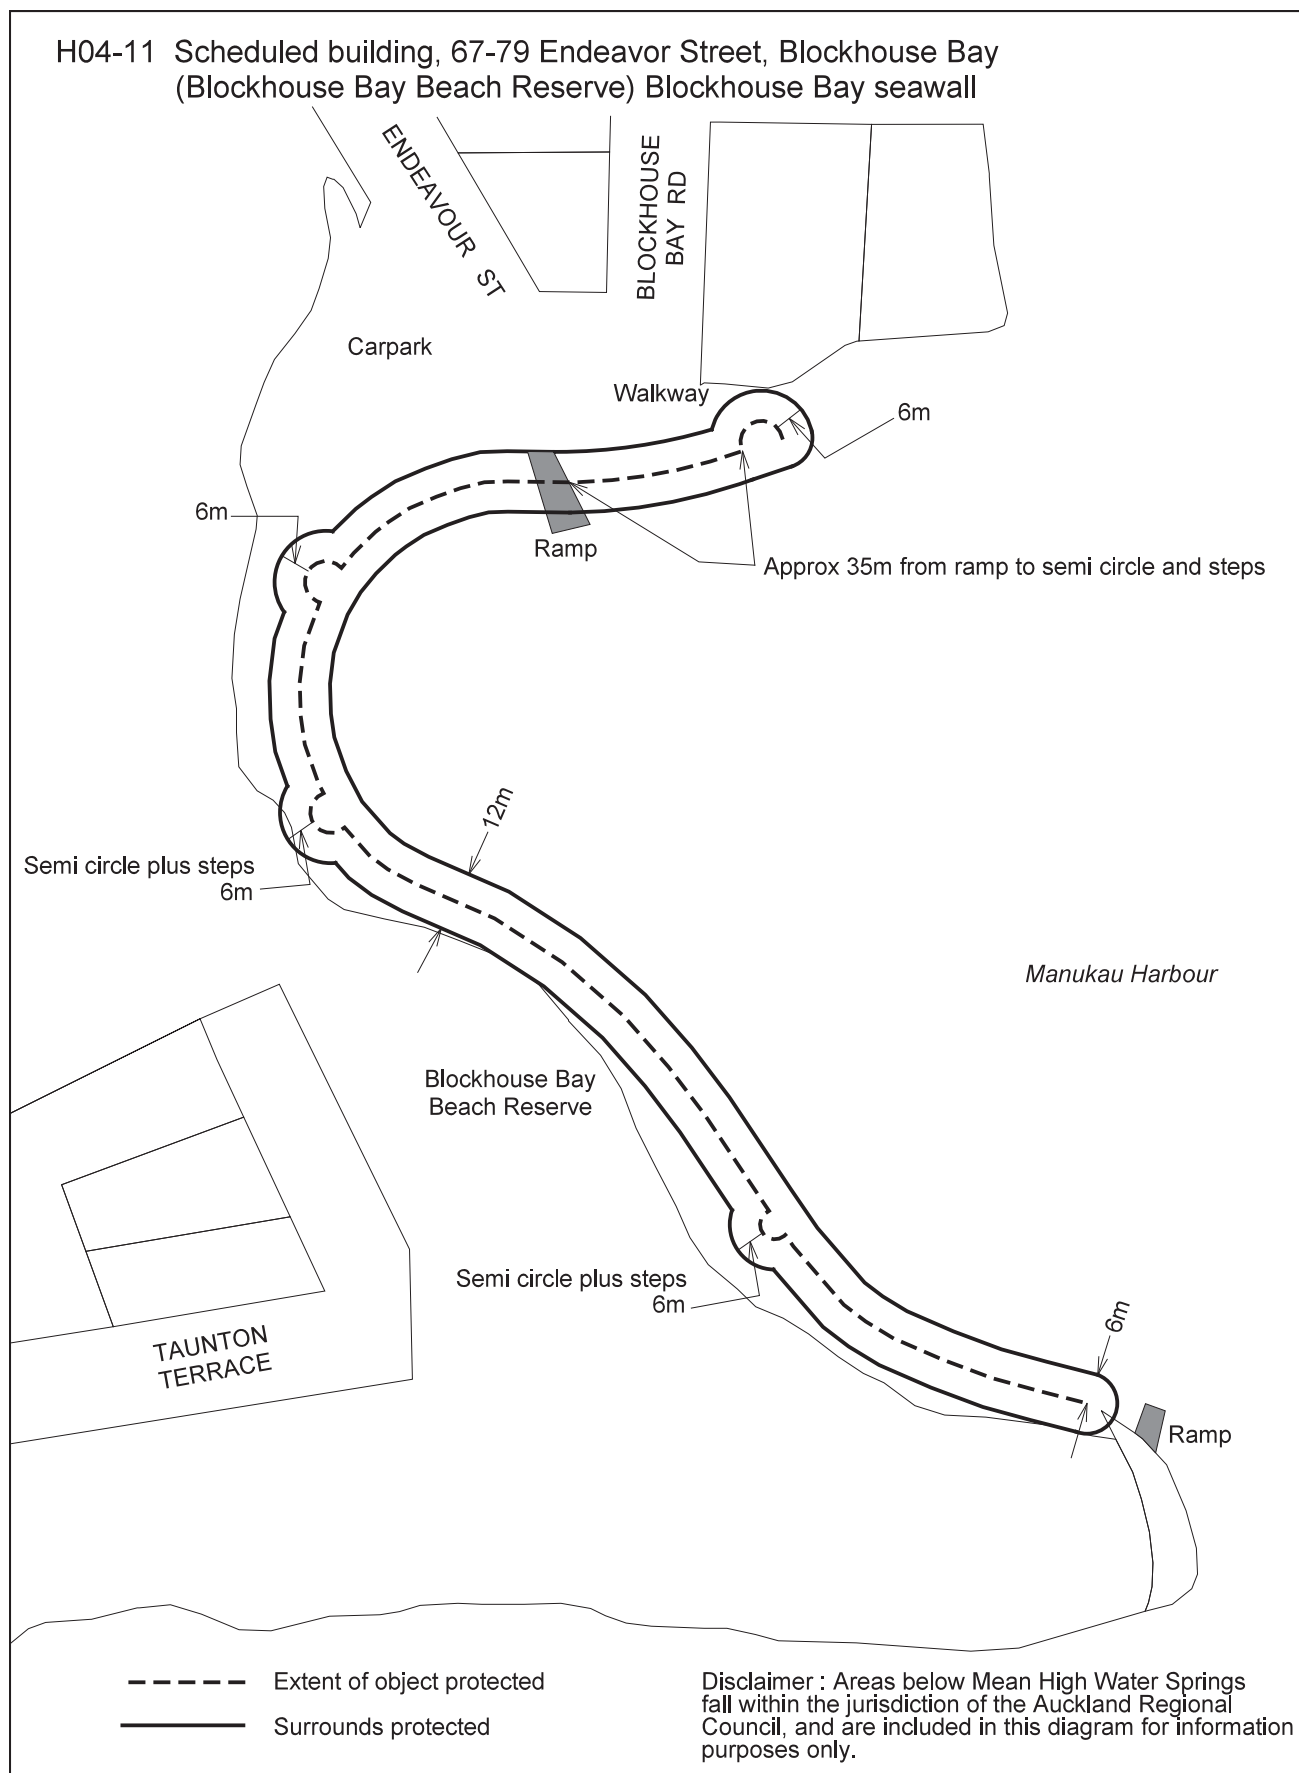 H04-11 Scheduled building, 67-79 Endeavor Street, Blockhouse Bay
(Blockhouse Bay Beach Reserve) Blockhouse Bay seawall
ENDEAVOUR ST
BLOCKHOUSE
BAY RD
Carpark
Walkway
6m
6m
Ramp
Approx 35m from ramp to semi circle and steps
12m
Semi circle plus steps
6m
Manukau Harbour
Blockhouse Bay
Beach Reserve
Semi circle plus steps
6m
6m
TAUNTON
TERRACE
Ramp
Extent of object protected
Surrounds protected
Disclaimer : Areas below Mean High Water Springs
fall within the jurisdiction of the Auckland Regional
Council, and are included in this diagram for information
purposes only.